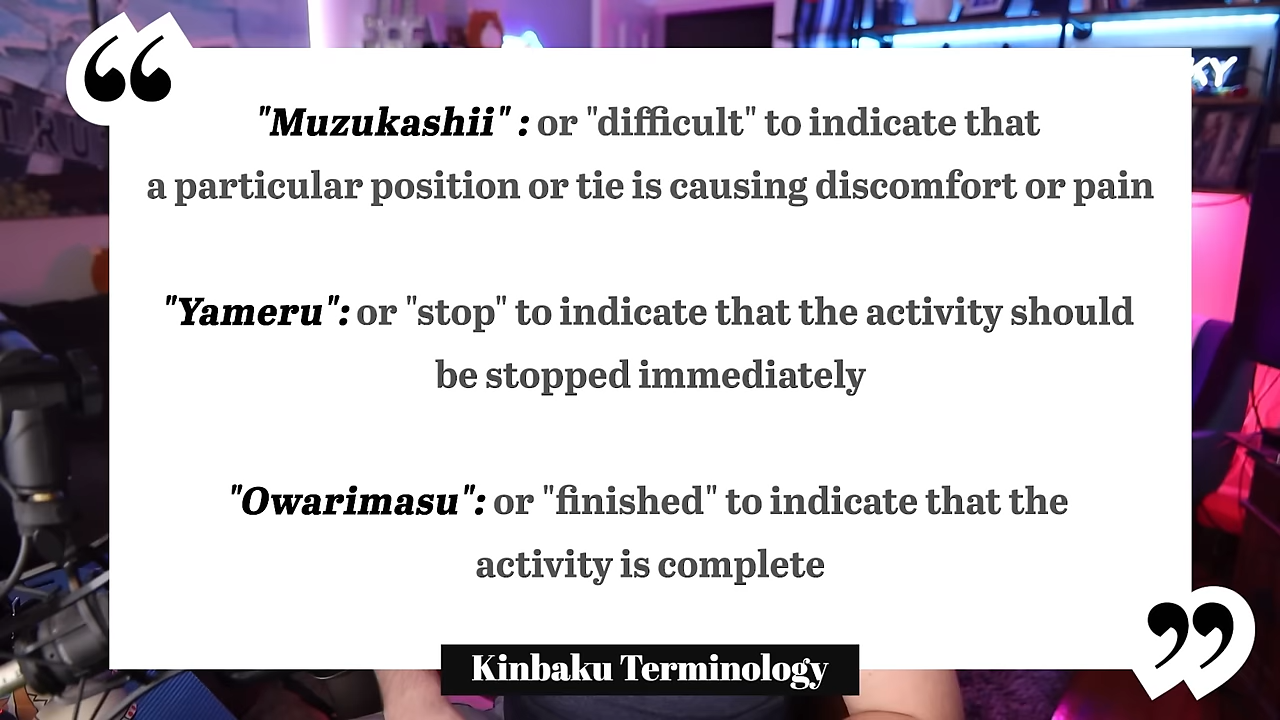 "Muzukashii" : or "difficult" to indicate that
a particular position or tie is causing discomfort or pain
"Yameru": or "stop" to indicate that the activity should
be stopped immediately
"Owarimasu": or "finished" to indicate that the
activity is complete
Kinbaku Terminology
KY
TRU